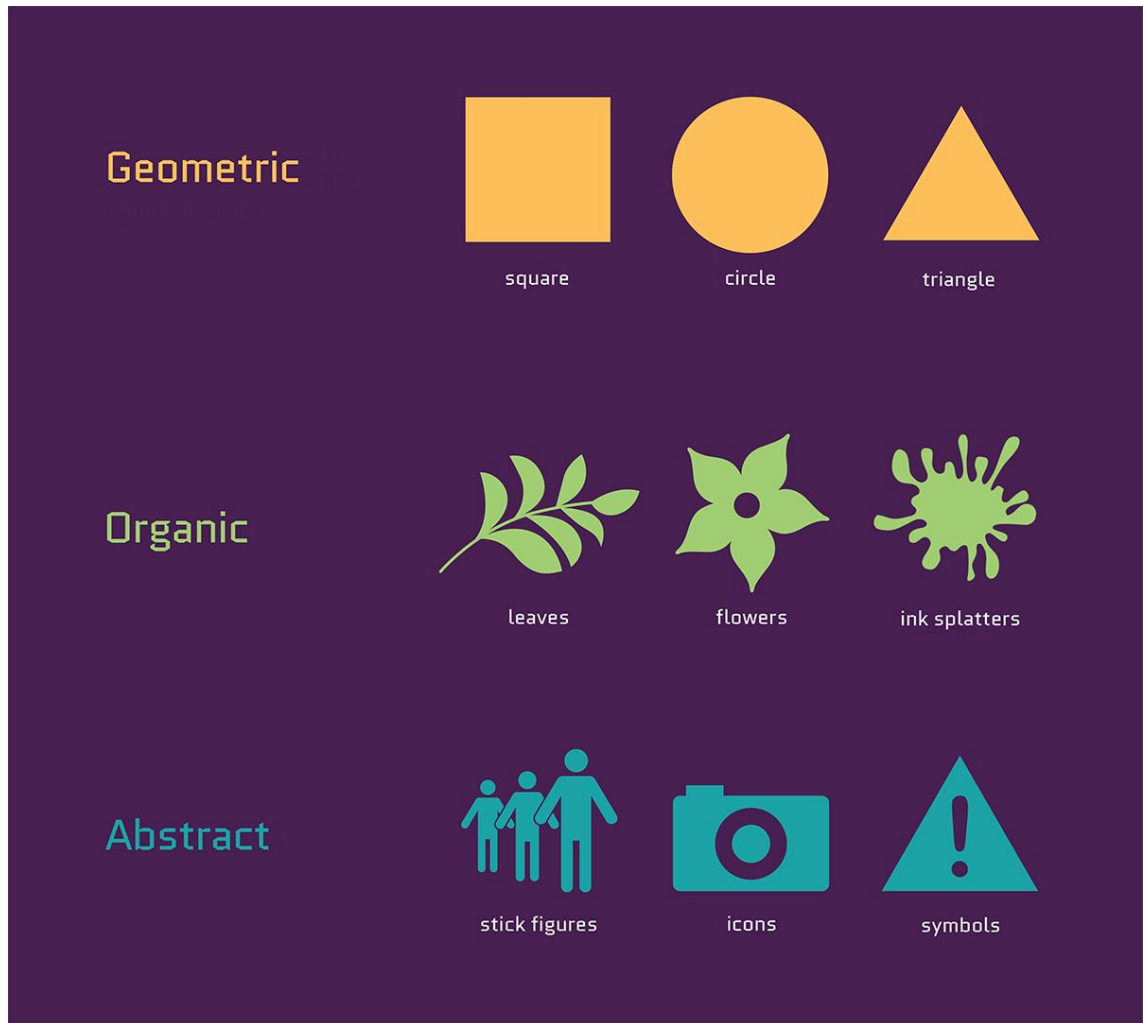 Geometric
square circle triangle
Organic
leaves flowers ink splatters
Abstract
stick figures icons symbols